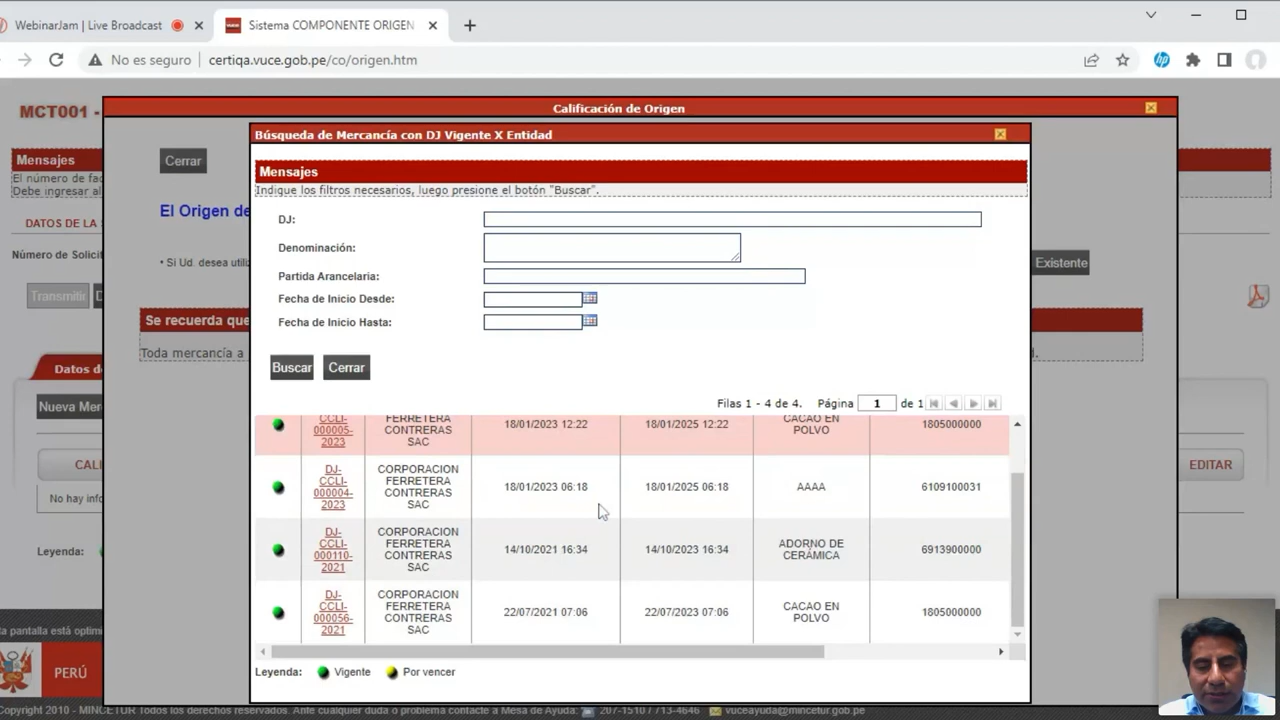 WebinarJam | Live Broadcast
Sistema COMPONENTE ORIGEN
No es seguro
certiqa.vuce.gob.pe/co/origen.htm
MCT001 -
Calificación de Origen
Búsqueda de Mercancía con DJ Vigente X Entidad
Mensajes
El número de fac
Debe ingresar al
Cerrar
Mensajes
Indique los filtros necesarios, luego presione el botón "Buscar".
El Origen de
DATOS DE LA
DJ:
Denominación:
Número de Solicit
• Si Ud. desea utiliz
Existente
Partida Arancelaria:
Transmitir
Fecha de Inicio Desde:
Fecha de Inicio Hasta:
Se recuerda que
Toda mercancía a
Buscar
Cerrar
Datos de
Nueva Mer
Filas 1 - 4 de 4.
Página
1
de 1
CCLI-
000005-
2023
FERRETERA
CONTRERAS
SAC
18/01/2023 12:22
18/01/2025 12:22
CACAO EN
POLVO
1805000000
CALI
EDITAR
No hay info
DJ-
CCLI-
000004-
2023
CORPORACION
FERRETERA
CONTRERAS
SAC
18/01/2023 06:18
18/01/2025 06:18
AAAA
6109100031
Leyenda:
DJ-
CCLI-
000110-
2021
CORPORACION
FERRETERA
CONTRERAS
SAC
14/10/2021 16:34
14/10/2023 16:34
ADORNO DE
CERÁMICA
6913900000
DJ-
CCLI-
000056-
2021
CORPORACION
FERRETERA
CONTRERAS
SAC
22/07/2021 07:06
22/07/2023 07:06
CACAO EN
POLVO
1805000000
a pantalla está optimi
PERÚ
Leyenda:
Vigente
Por vencer
Copyright 2010 - MINCETUR Todos los derechos reservados. Ante cualquier duda o problema contacte a Mesa de Ayuda:
207-1510 / 713-4646
vuceayuda@mincetur.gob.pe